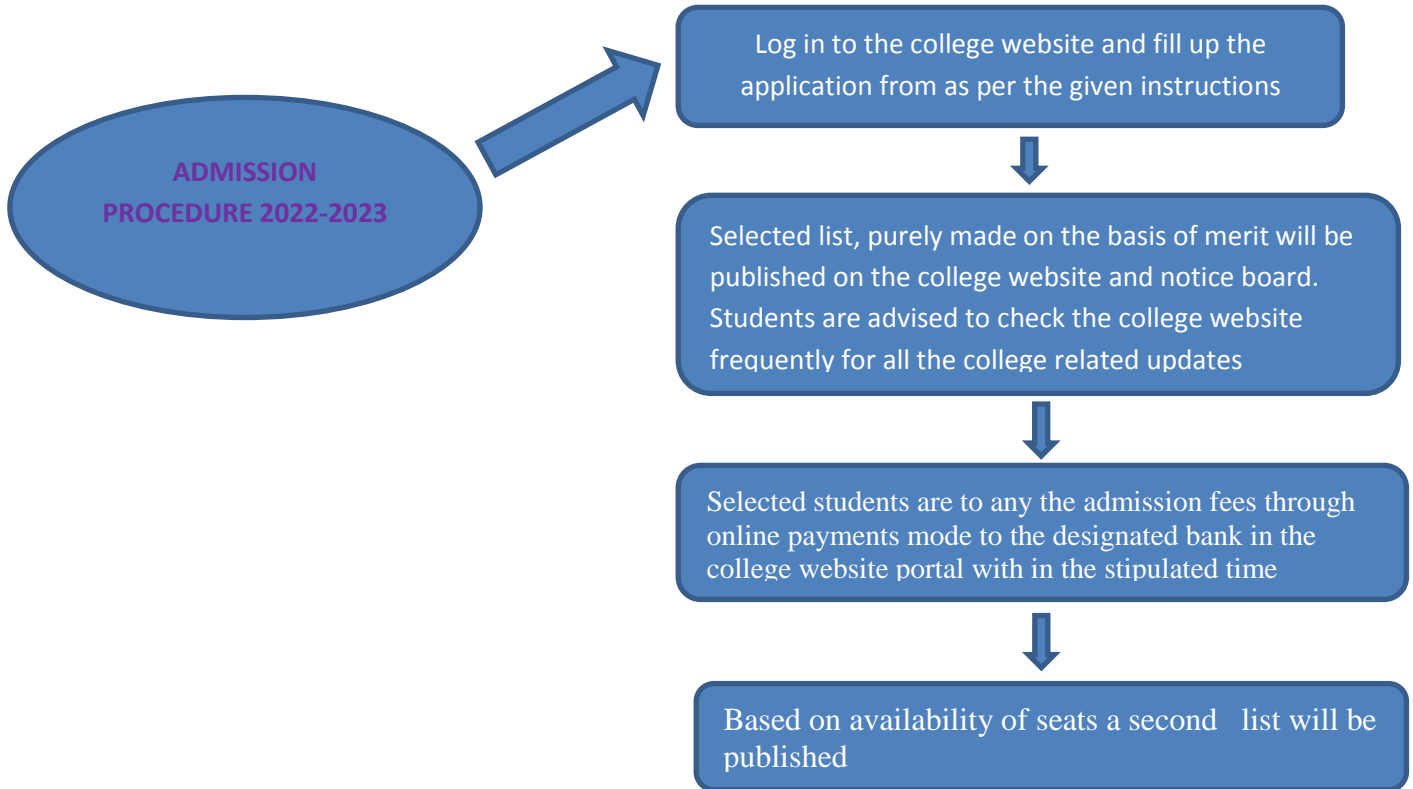 ADMISSION
PROCEDURE 2022-2023
Log in to the college website and fill up the
application from as per the given instructions
Selected list, purely made on the basis of merit will be
published on the college website and notice board.
Students are advised to check the college website
frequently for all the college related updates
Selected students are to any the admission fees through
online payments mode to the designated bank in the
college website portal with in the stipulated time
Based on availability of seats a second list will be
published